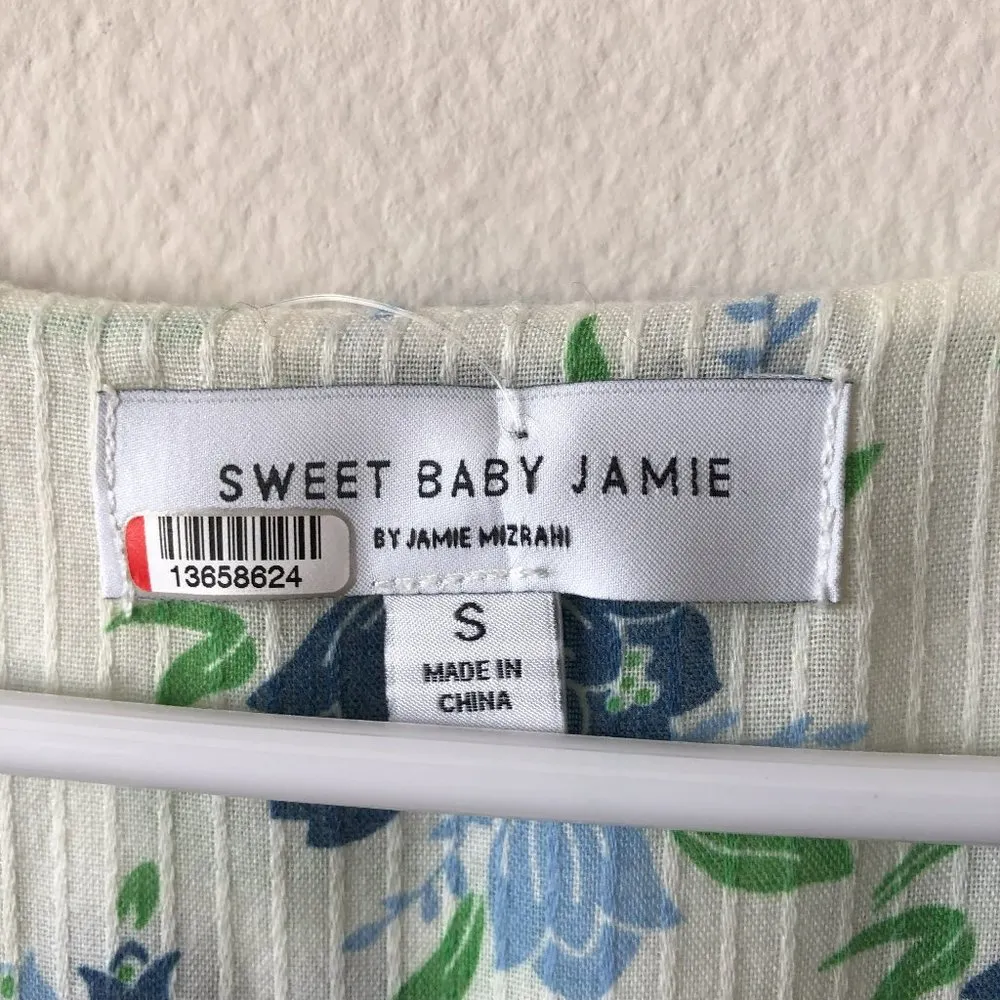 SWEET BABY JAMIE
BY JAMIE MIZRAHI
13658624
S
MADE IN
CHINA